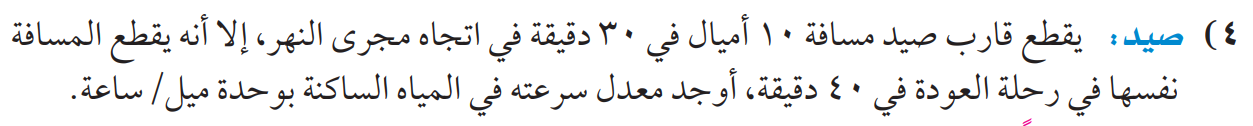 ٤) صيد: يقطع قارب صيد مسافة ١٠ أميال في ٣٠ دقيقة في اتجاه مجرى النهر، إلا أنه يقطع المسافة
نفسها في رحلة العودة في ٤٠ دقيقة، أوجد معدل سرعته في المياه الساكنة بوحدة ميل/ ساعة.